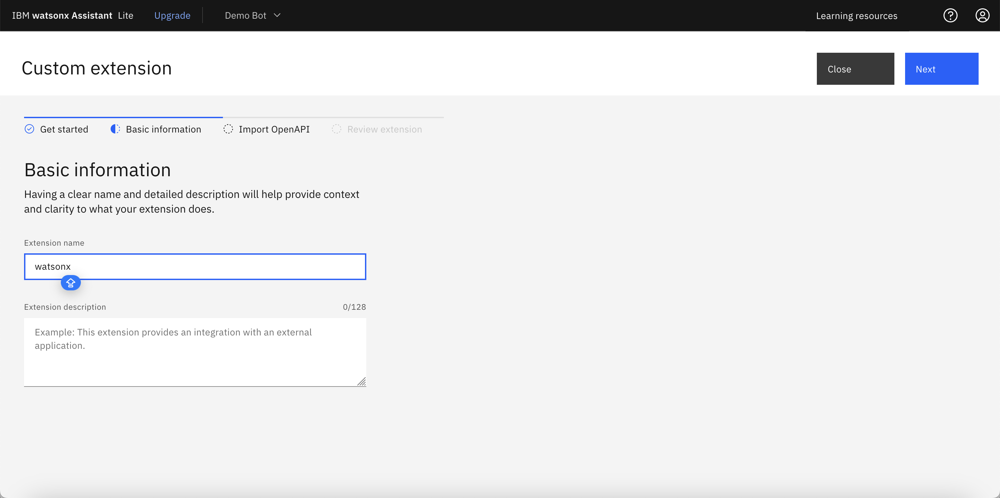 IBM watsonx Assistant Lite Upgrade Demo Bot Learning resources
Custom extension
Close
Next
Get started Basic information Import OpenAPI Review extension
Basic information
Having a clear name and detailed description will help provide context
and clarity to what your extension does.
Extension name
watsonx
Extension description 0/128
Example: This extension provides an integration with an external
application.